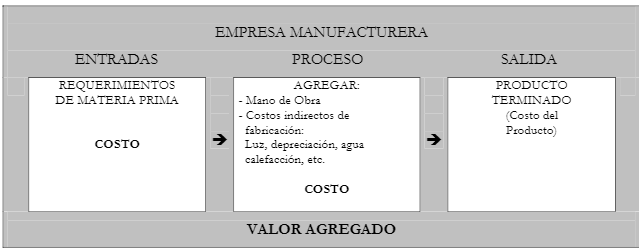 EMPRESA MANUFACTURERA
ENTRADAS
PROCESO
SALIDA
REQUERIMIENTOS
DE MATERIA PRIMA
COSTO
AGREGAR:
- Mano de Obra
- Costos indirectos de
fabricación:
Luz, depreciación, agua
calefacción, etc.
COSTO
PRODUCTO
TERMINADO
(Costo del
Producto)
VALOR AGREGADO